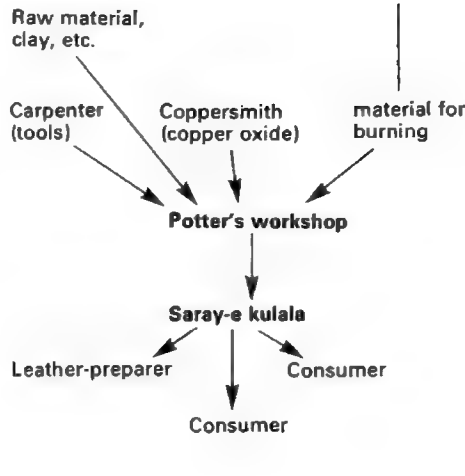 Raw material,
clay, etc.
Carpenter
(tools)
Coppersmith
(copper oxide)
material for
burning
Potter's workshop
Saray-e kulala
Leather-preparer
Consumer
Consumer